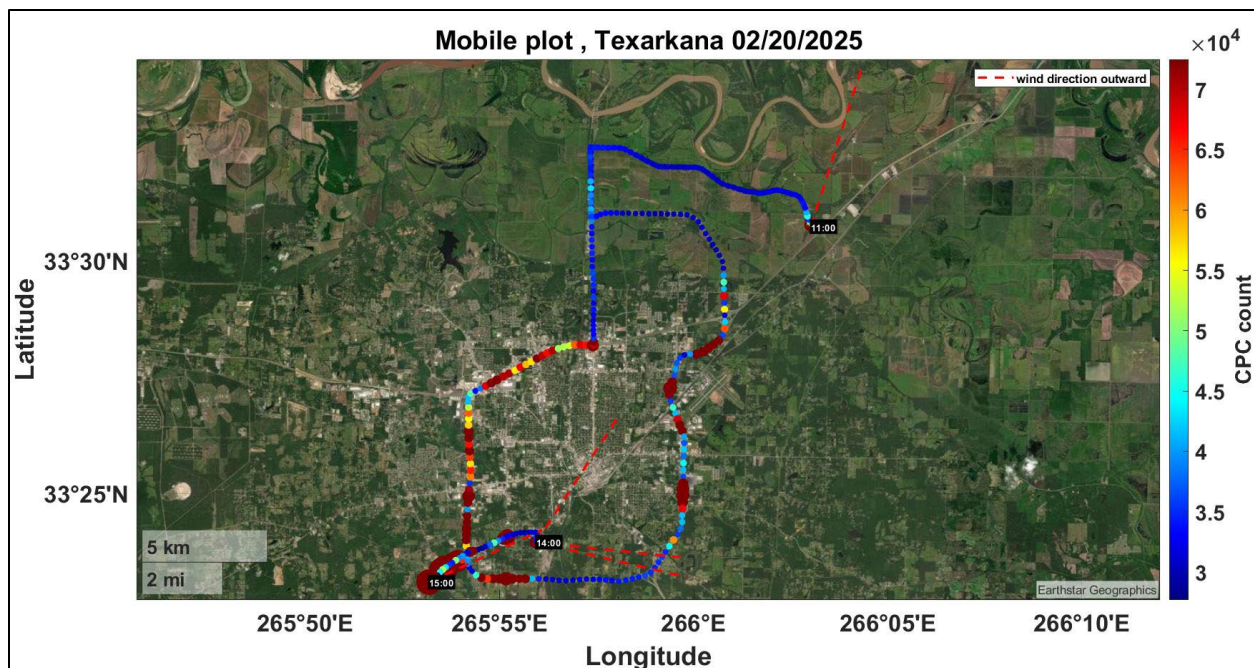 Mobile plot , Texarkana 02/20/2025
×10⁴
wind direction outward
7
6.5
6
5.5
5
4.5
4
3.5
3
CPC count
11:00
14:00
15:00
33°30'N
33°25'N
Latitude
5 km
2 mi
Earthstar Geographics
265°50'E
265°55'E
266°E
266°05'E
266°10'E
Longitude